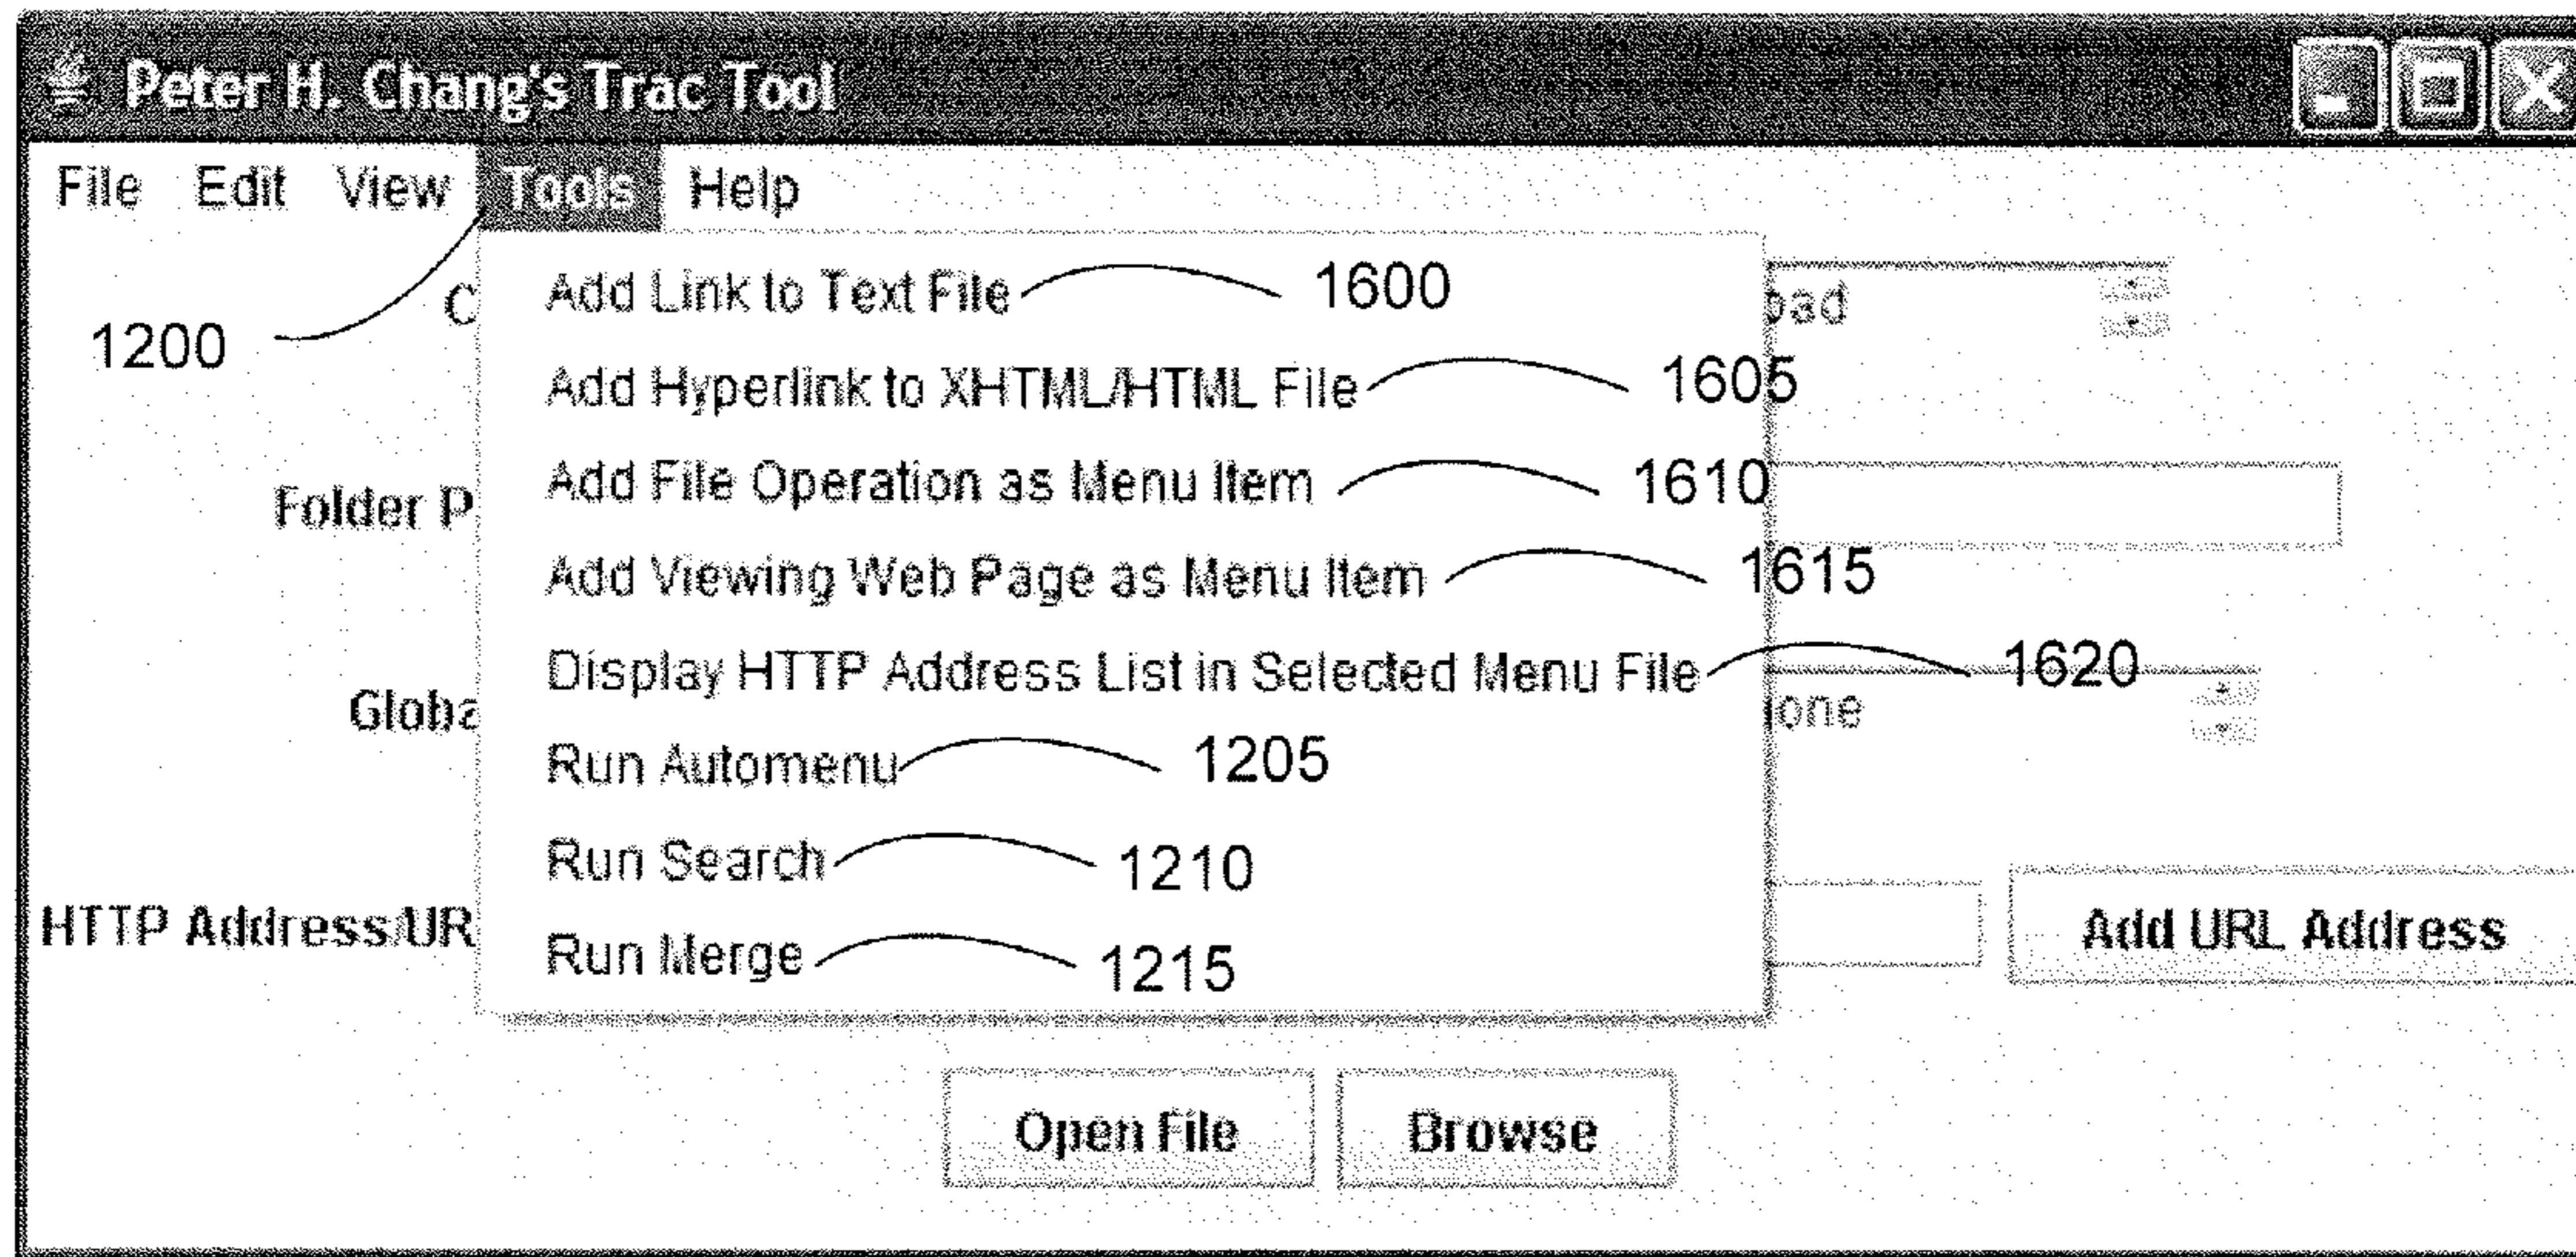 Peter H. Chang's Trac Tool
File Edit View Tools Help
Add Link to Text File 1600
1200
Add Hyperlink to XHTML/HTML File 1605
Add File Operation as Menu Item 1610
Folder P
Add Viewing Web Page as Menu Item 1615
Display HTTP Address List in Selected Menu File 1620
Globa
Run Automenu 1205
Run Search 1210
HTTP Address/UR Add URL Address
Run Merge 1215
Open File Browse